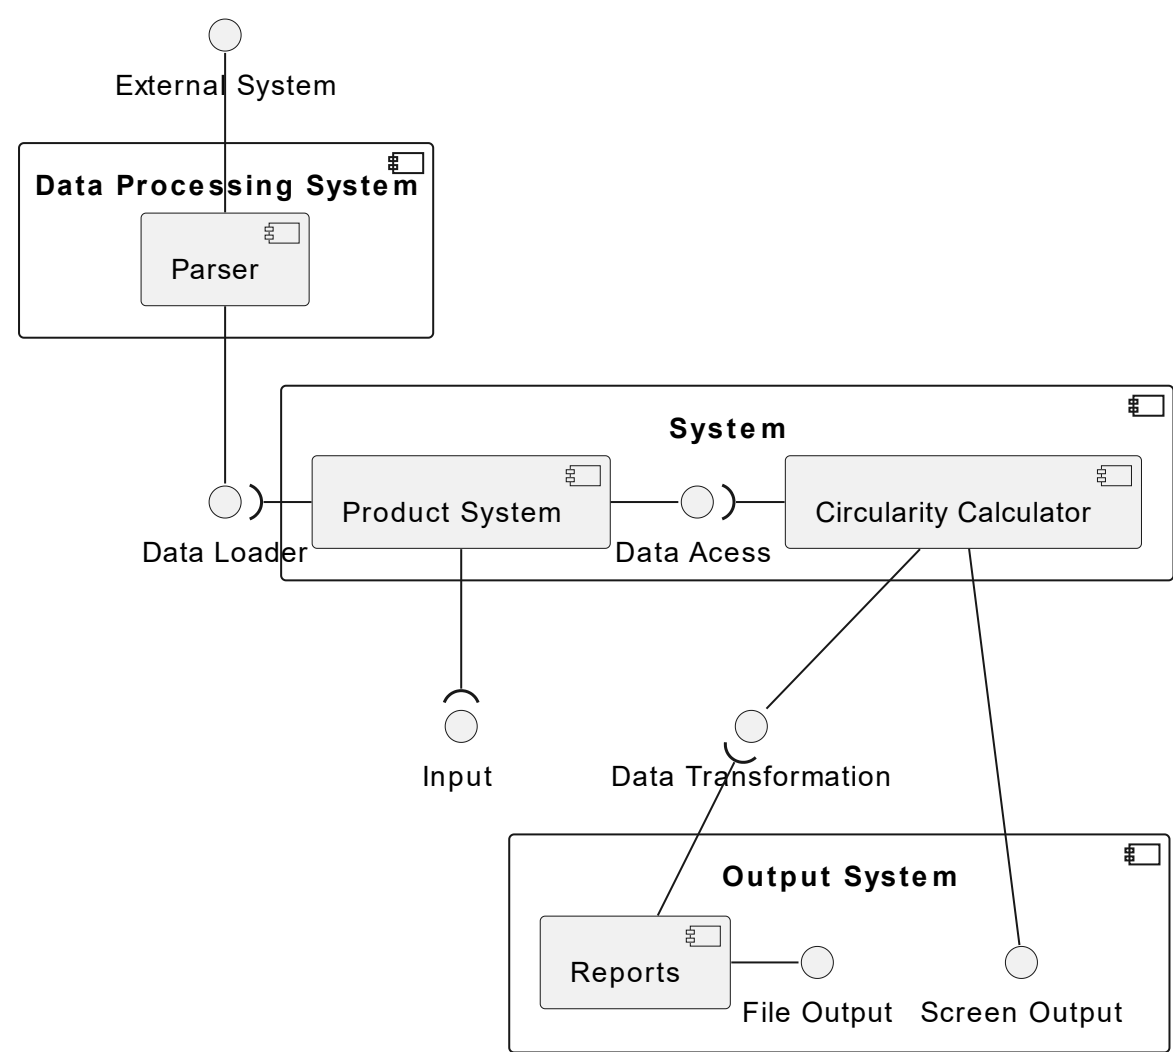 External System
Data Processing System
Parser
System
Product System
Circularity Calculator
Data Loader
Data Acess
Input
Data Transformation
Output System
Reports
File Output
Screen Output